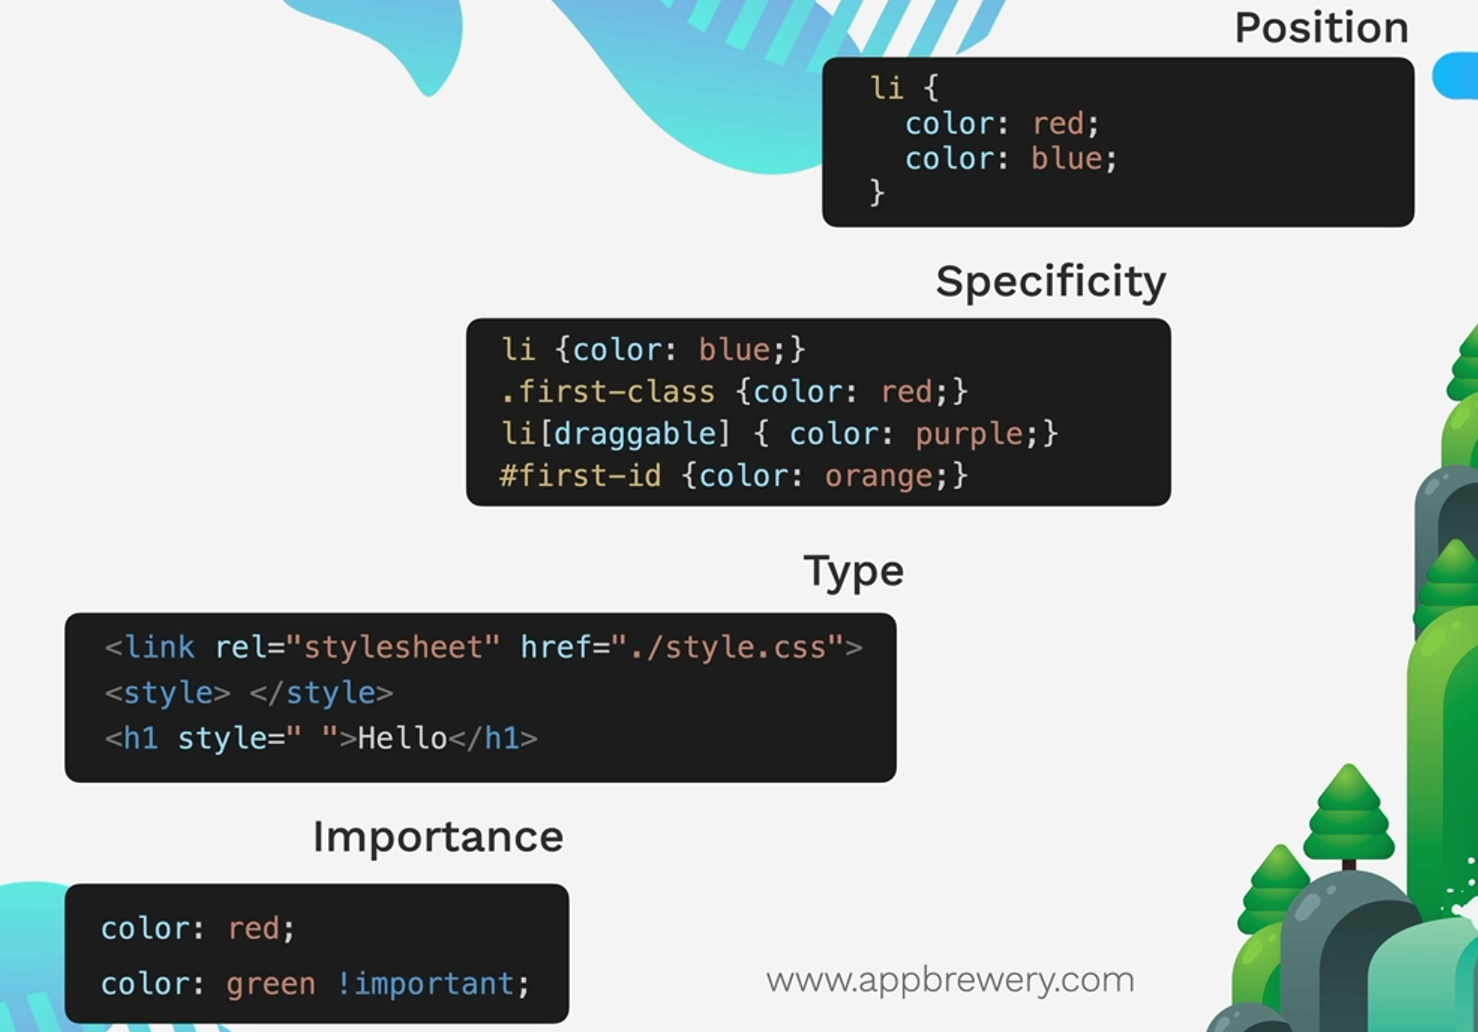 Position
li {
color: red;
color: blue;
}
Specificity
li {color: blue;}
.first-class {color: red;}
li[draggable] { color: purple;}
#first-id {color: orange;}
Type
<link rel="stylesheet" href="./style.css">
<style> </style>
<h1 style=" ">Hello</h1>
Importance
color: red;
color: green !important;
www.appbrewery.com